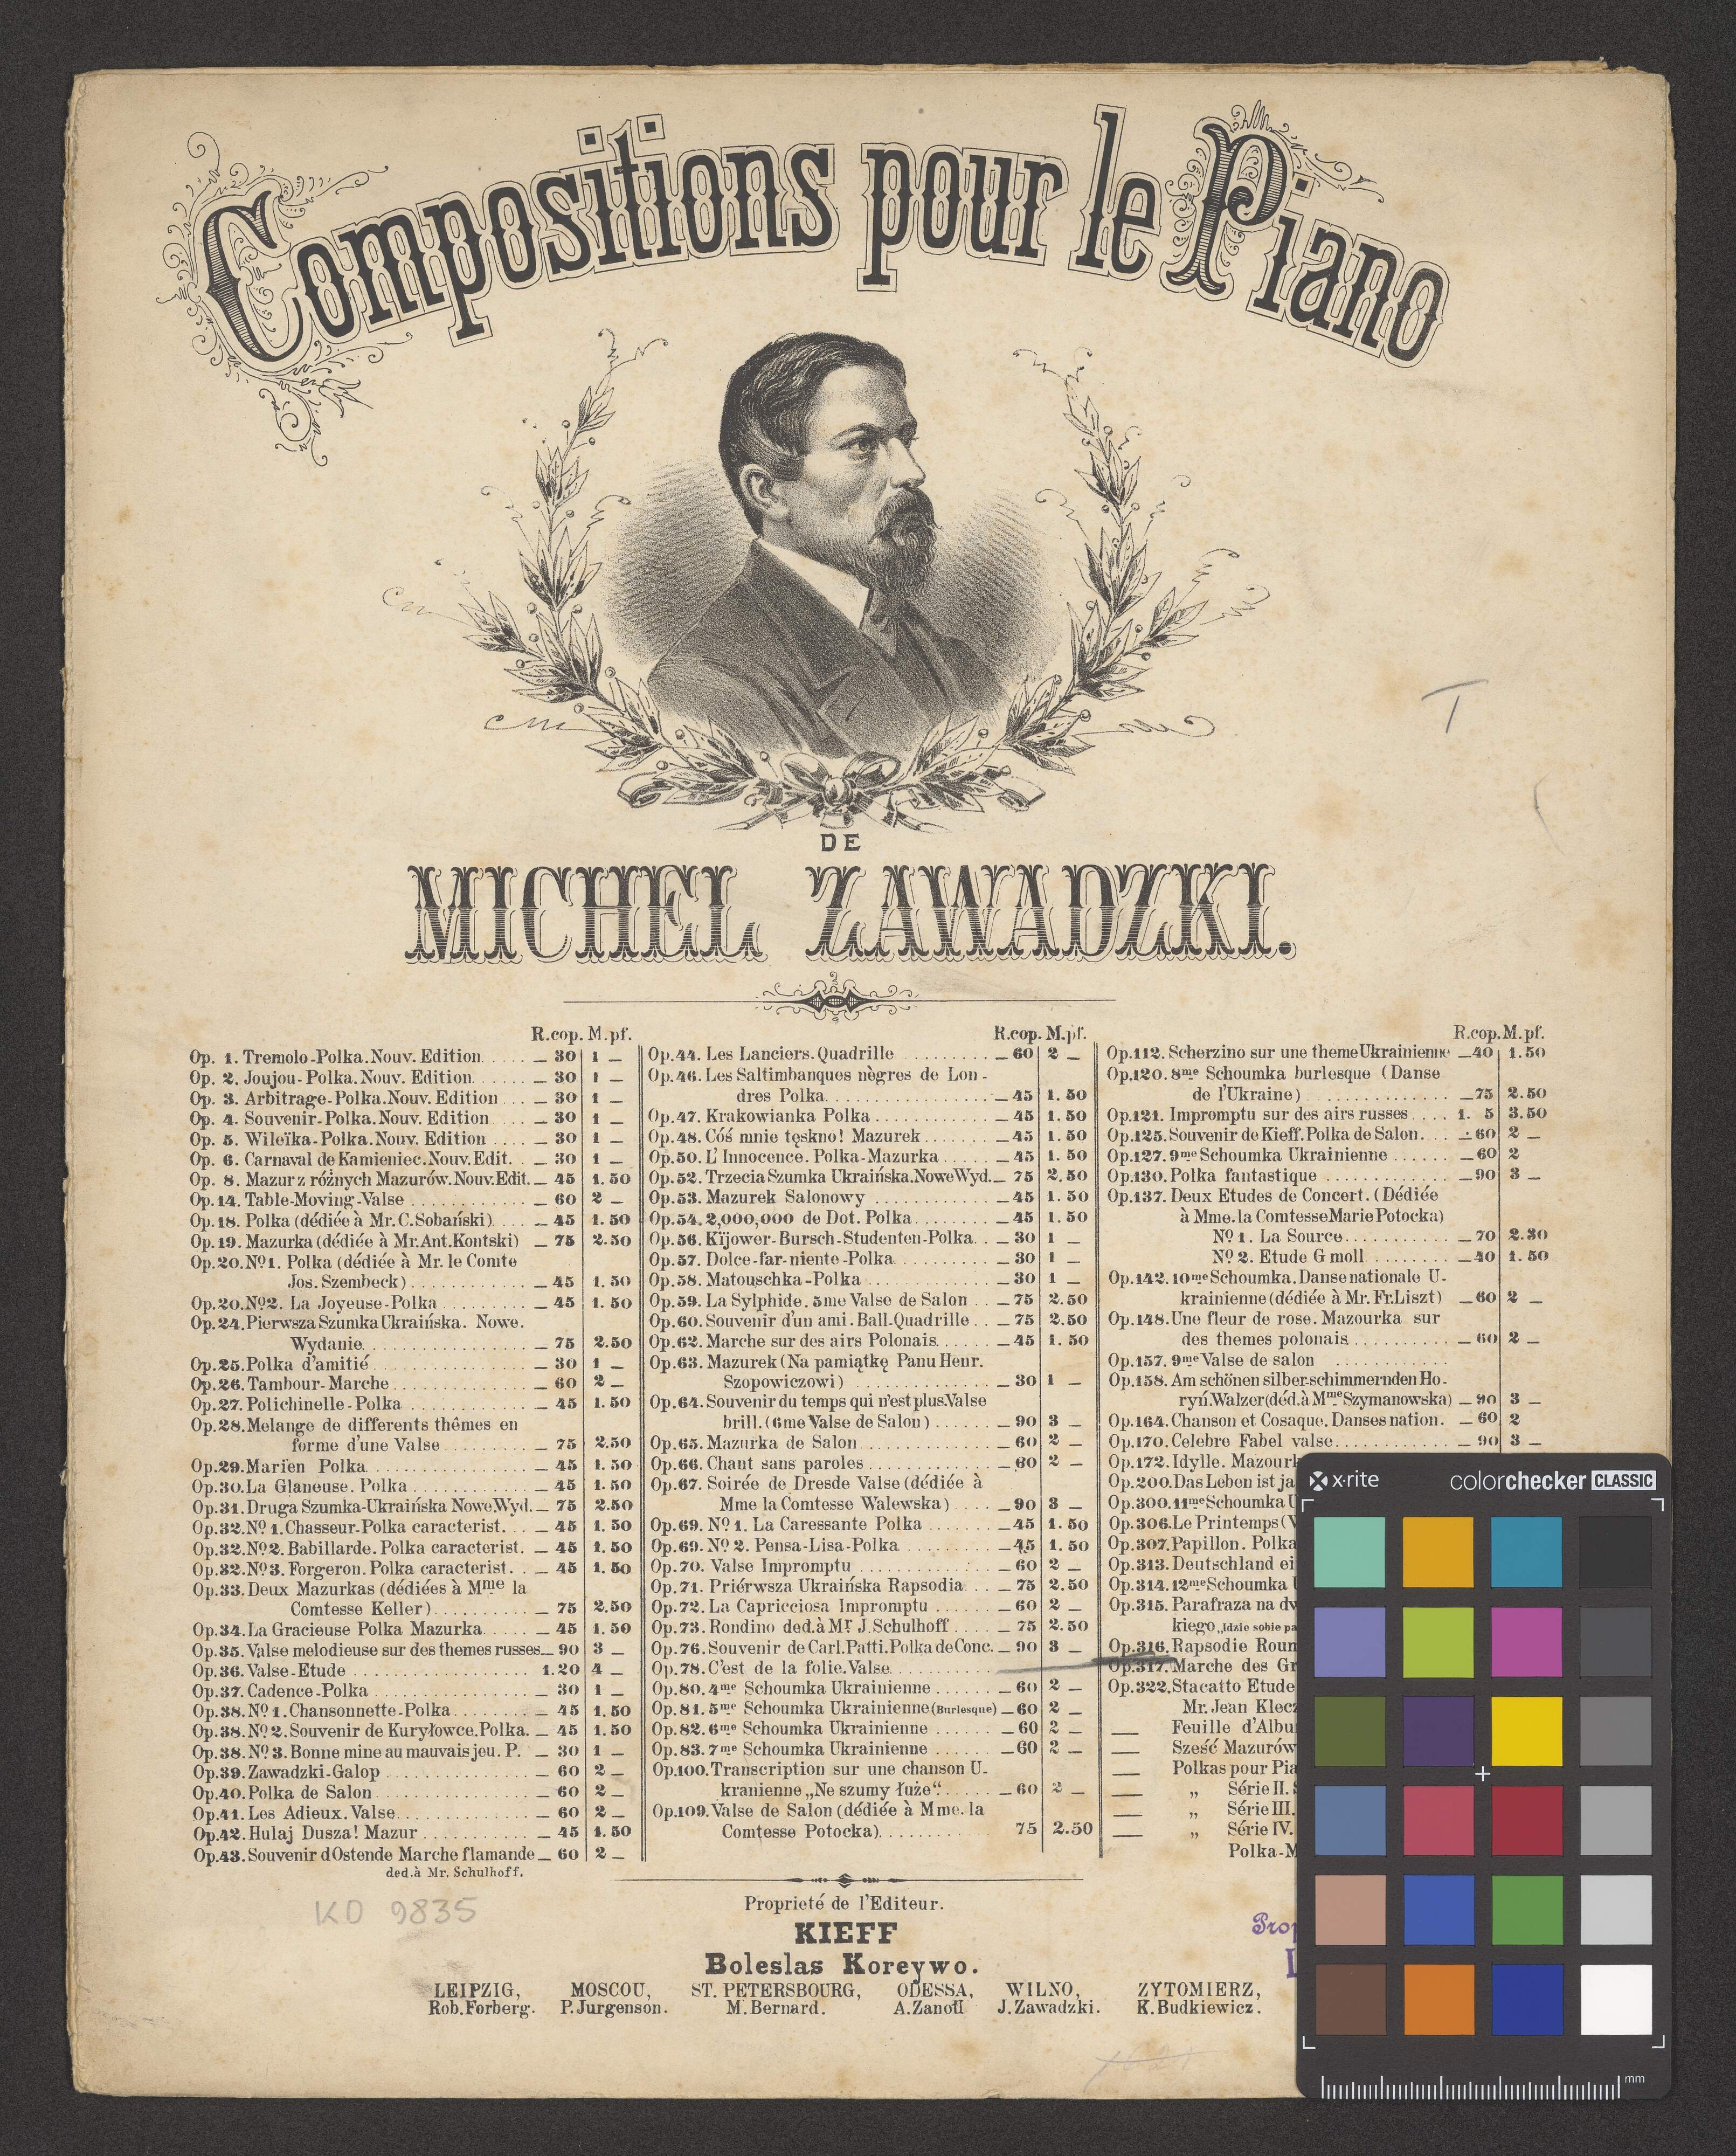 Compositions pour le Piano
DE
MICHEL ZAWADZKI.
R.cop. M.pf.
Op. 1. Tremolo-Polka. Nouv. Edition ..... — 30 | 1 —
Op. 2. Joujou-Polka. Nouv. Edition ..... — 30 | 1 —
Op. 3. Arbitrage-Polka. Nouv. Edition .... — 30 | 1 —
Op. 4. Souvenir-Polka. Nouv. Edition .... — 30 | 1 —
Op. 5. Wileïka-Polka. Nouv. Edition .... — 30 | 1 —
Op. 6. Carnaval de Kamieniec. Nouv. Edit. . — 30 | 1 —
Op. 8. Mazur z różnych Mazurów. Nouv. Edit. — 45 | 1.50
Op. 14. Table-Moving-Valse .......... — 60 | 2 —
Op. 18. Polka (dédiée à Mr. C. Sobański) .... — 45 | 1.50
Op. 19. Mazurka (dédiée à Mr. Ant. Kontski) — 75 | 2.50
Op. 20. No 1. Polka (dédiée à Mr. le Comte
Jos. Szembeck) ............ — 45 | 1.50
Op. 20. No 2. La Joyeuse-Polka ........ — 45 | 1.50
Op. 24. Pierwsza Szumka Ukraińska. Nowe.
Wydanie ............... — 75 | 2.50
Op. 25. Polka d'amitié ............. — 30 | 1 —
Op. 26. Tambour-Marche ............ — 60 | 2 —
Op. 27. Polichinelle-Polka ........... — 45 | 1.50
Op. 28. Melange de differents thêmes en
forme d'une Valse ......... — 75 | 2.50
Op. 29. Marien Polka .............. — 45 | 1.50
Op. 30. La Glaneuse. Polka ........... — 45 | 1.50
Op. 31. Druga Szumka-Ukraińska Nowe. Wyd. — 75 | 2.50
Op. 32. No 1. Chasseur-Polka caracterist. . . — 45 | 1.50
Op. 32. No 2. Babillarde. Polka caracterist. — 45 | 1.50
Op. 32. No 3. Forgeron. Polka caracterist. . — 45 | 1.50
Op. 33. Deux Mazurkas (dédiées à Mme la
Comtesse Keller) .......... — 75 | 2.50
Op. 34. La Gracieuse Polka Mazurka ..... — 45 | 1.50
Op. 35. Valse melodieuse sur des themes russes — 90 | 3 —
Op. 36. Valse-Etude ............... 1.20 | 4 —
Op. 37. Cadence-Polka ............. — 30 | 1 —
Op. 38. No 1. Chansonnette-Polka ....... — 45 | 1.50
Op. 38. No 2. Souvenir de Kuryłowce. Polka. — 45 | 1.50
Op. 38. No 3. Bonne mine au mauvais jeu. P. — 30 | 1 —
Op. 39. Zawadzki-Galop ............ — 60 | 2 —
Op. 40. Polka de Salon ............. — 60 | 2 —
Op. 41. Les Adieux. Valse ........... — 60 | 2 —
Op. 42. Hulaj Dusza! Mazur .......... — 45 | 1.50
Op. 43. Souvenir d Ostende Marche flamande — 60 | 2 —
ded. à Mr. Schulhoff.
R.cop. M.pf.
Op. 44. Les Lanciers. Quadrille ........ — 60 | 2 —
Op. 46. Les Saltimbanques nègres de Lon-
dres Polka ............... — 45 | 1.50
Op. 47. Krakowianka Polka .......... — 45 | 1.50
Op. 48. Cóś mnie tęskno! Mazurek ...... — 45 | 1.50
Op. 50. L'Innocence. Polka-Mazurka .... — 45 | 1.50
Op. 52. Trzecia Szumka Ukraińska. Nowe Wyd. — 75 | 2.50
Op. 53. Mazurek Salonowy ........... — 45 | 1.50
Op. 54. 2,000,000 de Dot. Polka ........ — 45 | 1.50
Op. 56. Kijower-Bursch-Studenten-Polka. . — 30 | 1 —
Op. 57. Dolce-far-niente-Polka ........ — 30 | 1 —
Op. 58. Matouschka-Polka ........... — 30 | 1 —
Op. 59. La Sylphide. 5me Valse de Salon . . — 75 | 2.50
Op. 60. Souvenir d'un ami. Ball-Quadrille . . — 75 | 2.50
Op. 62. Marche sur des airs Polonais ..... — 45 | 1.50
Op. 63. Mazurek (Na pamiątkę Panu Henr.
Szopowiczowi) ............ — 30 | 1 —
Op. 64. Souvenir du temps qui n'est plus. Valse
brill. (6me Valse de Salon) ..... — 90 | 3 —
Op. 65. Mazurka de Salon ........... — 60 | 2 —
Op. 66. Chant sans paroles .......... — 60 | 2 —
Op. 67. Soirée de Dresde Valse (dédiée à
Mme la Comtesse Walewska) .... — 90 | 3 —
Op. 69. No 1. La Caressante Polka ...... — 45 | 1.50
Op. 69. No 2. Pensa-Lisa-Polka ........ — 45 | 1.50
Op. 70. Valse Impromptu ........... — 60 | 2 —
Op. 71. Priérwsza Ukraińska Rapsodia . . — 75 | 2.50
Op. 72. La Capricciosa Impromptu ..... — 60 | 2 —
Op. 73. Rondino ded. à Mr. J. Schulhoff .... 75 | 2.50
Op. 76. Souvenir de Carl. Patti. Polka de Conc. — 90 | 3 —
Op. 78. C'est de la folie. Valse ..........
Op. 80. 4me Schoumka Ukrainienne ..... — 60 | 2 —
Op. 81. 5me Schoumka Ukrainienne (Burlesque) — 60 | 2 —
Op. 82. 6me Schoumka Ukrainienne ..... — 60 | 2 —
Op. 83. 7me Schoumka Ukrainienne ..... — 60 | 2 —
Op. 100. Transcription sur une chanson U-
kranienne „Ne szumy łuże“ ..... — 60 | 2 —
Op. 109. Valse de Salon (dédiée à Mme. la
Comtesse Potocka) ......... 75 | 2.50
R.cop. M.pf.
Op. 112. Scherzino sur une theme Ukrainienne — 40 | 1.50
Op. 120. 8me Schoumka burlesque (Danse
de l'Ukraine) ............ — 75 | 2.50
Op. 121. Impromptu sur des airs russes .... 1. 5 | 3.50
Op. 125. Souvenir de Kieff. Polka de Salon. . . — 60 | 2 —
Op. 127. 9me Schoumka Ukrainienne ...... — 60 | 2
Op. 130. Polka fantastique ........... — 90 | 3 —
Op. 137. Deux Etudes de Concert. (Dédiée
à Mme. la Comtesse Marie Potocka)
No 1. La Source .......... — 70 | 2.30
No 2. Etude G moll ........ — 40 | 1.50
Op. 142. 10me Schoumka. Danse nationale U-
krainienne (dédiée à Mr. Fr. Liszt) — 60 | 2 —
Op. 148. Une fleur de rose. Mazourka sur
des themes polonais ......... — 60 | 2 —
Op. 157. 9me Valse de salon ..........
Op. 158. Am schönen silber-schimmernden Ho-
ryń. Walzer (déd. à Mme Szymanowska) — 90 | 3 —
Op. 164. Chanson et Cosaque. Danses nation. — 60 | 2
Op. 170. Celebre Fabel valse .......... — 90 | 3 —
Op. 172. Idylle. Mazourk
Op. 200. Das Leben ist ja
Op. 300. 11me Schoumka U
Op. 306. Le Printemps (V
Op. 307. Papillon. Polka
Op. 313. Deutschland ei
Op. 314. 12me Schoumka U
Op. 315. Parafraza na dw
kiego „Idzie sobie pa
Op. 316. Rapsodie Roum
Op. 317. Marche des Gr
Op. 322. Stacatto Etude
Mr. Jean Klecz
— Feuille d'Albu
— Sześć Mazurów
— Polkas pour Pia
— „ Série II.
— „ Série III.
— „ Série IV.
Polka-M
Proprieté de l'Editeur.
KIEFF
Boleslas Koreywo.
LEIPZIG, MOSCOU, ST. PETERSBOURG, ODESSA, WILNO, ZYTOMIERZ,
Rob. Forberg. P. Jurgenson. M. Bernard. A. Zanotl J. Zawadzki. K. Budkiewicz.
KD 9835
T
x-rite colorchecker CLASSIC
mm